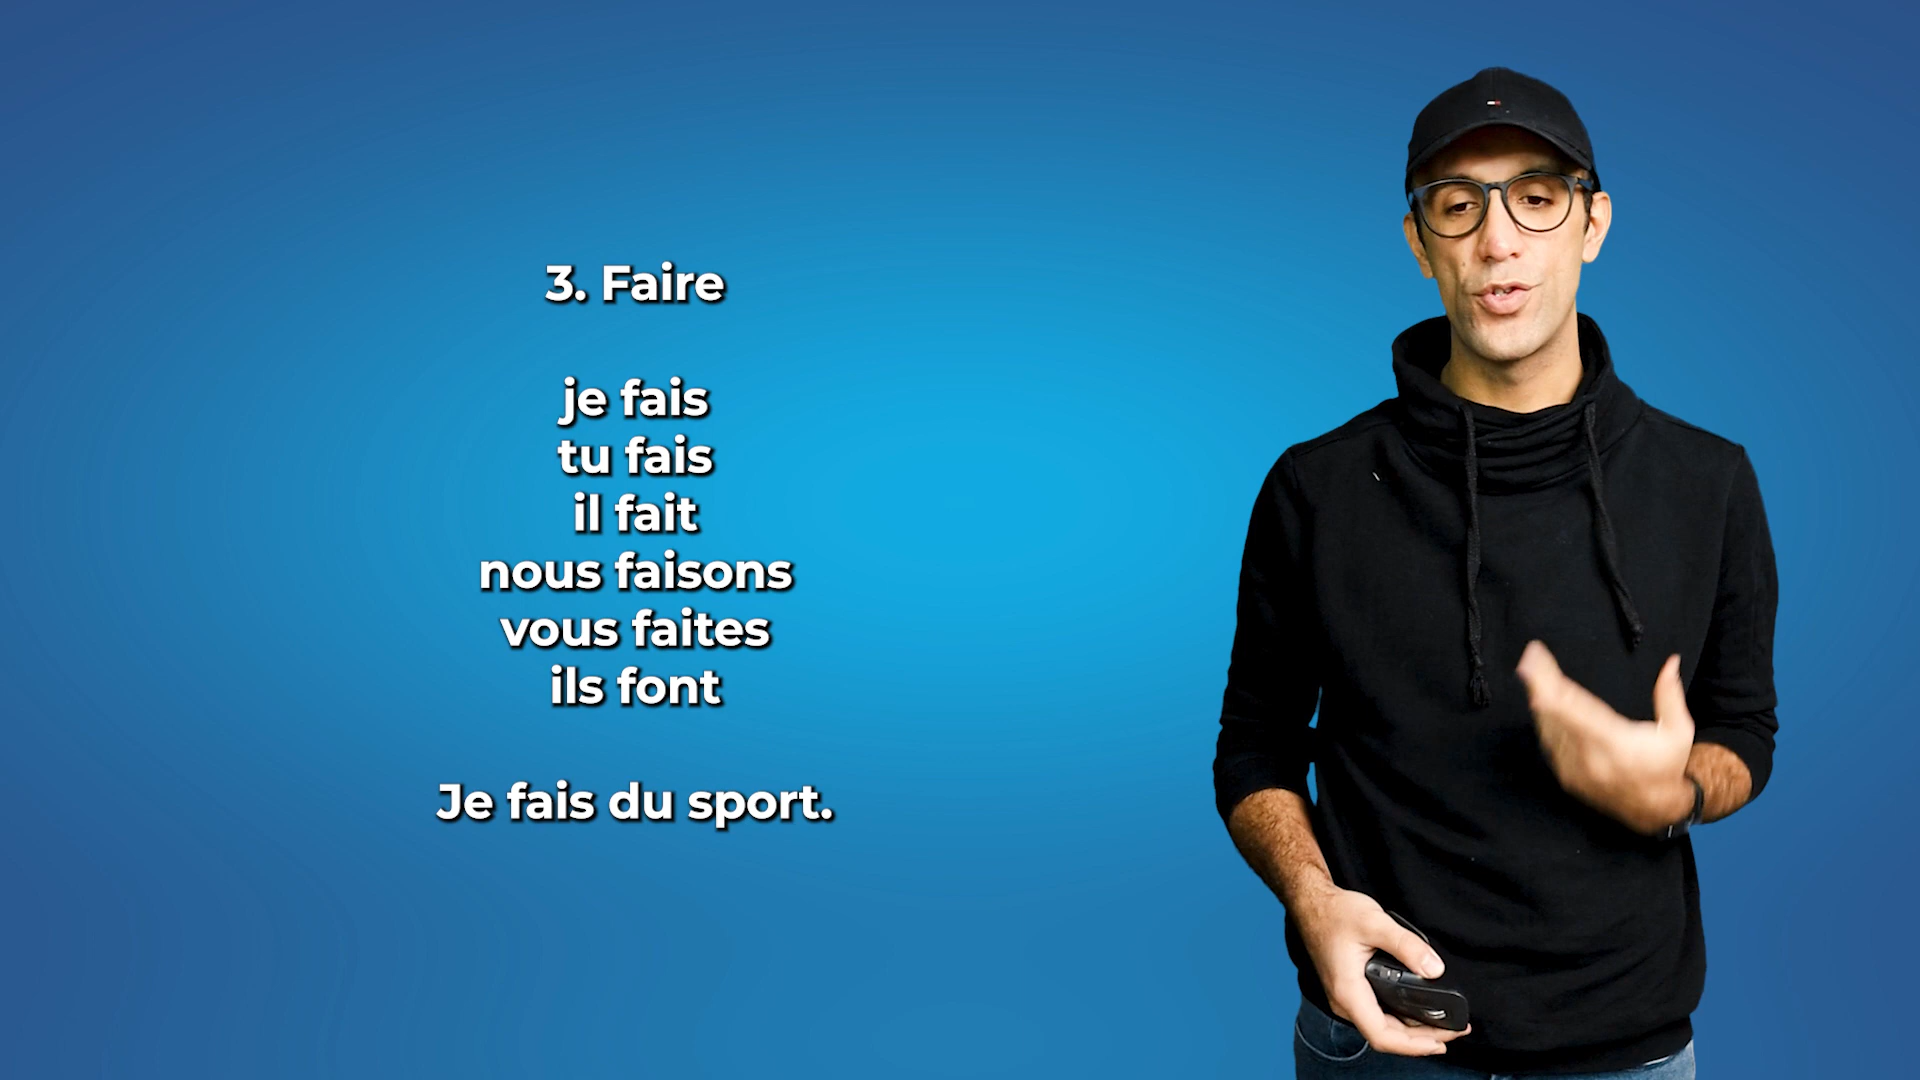 3. Faire
je fais
tu fais
il fait
nous faisons
vous faites
ils font
Je fais du sport.